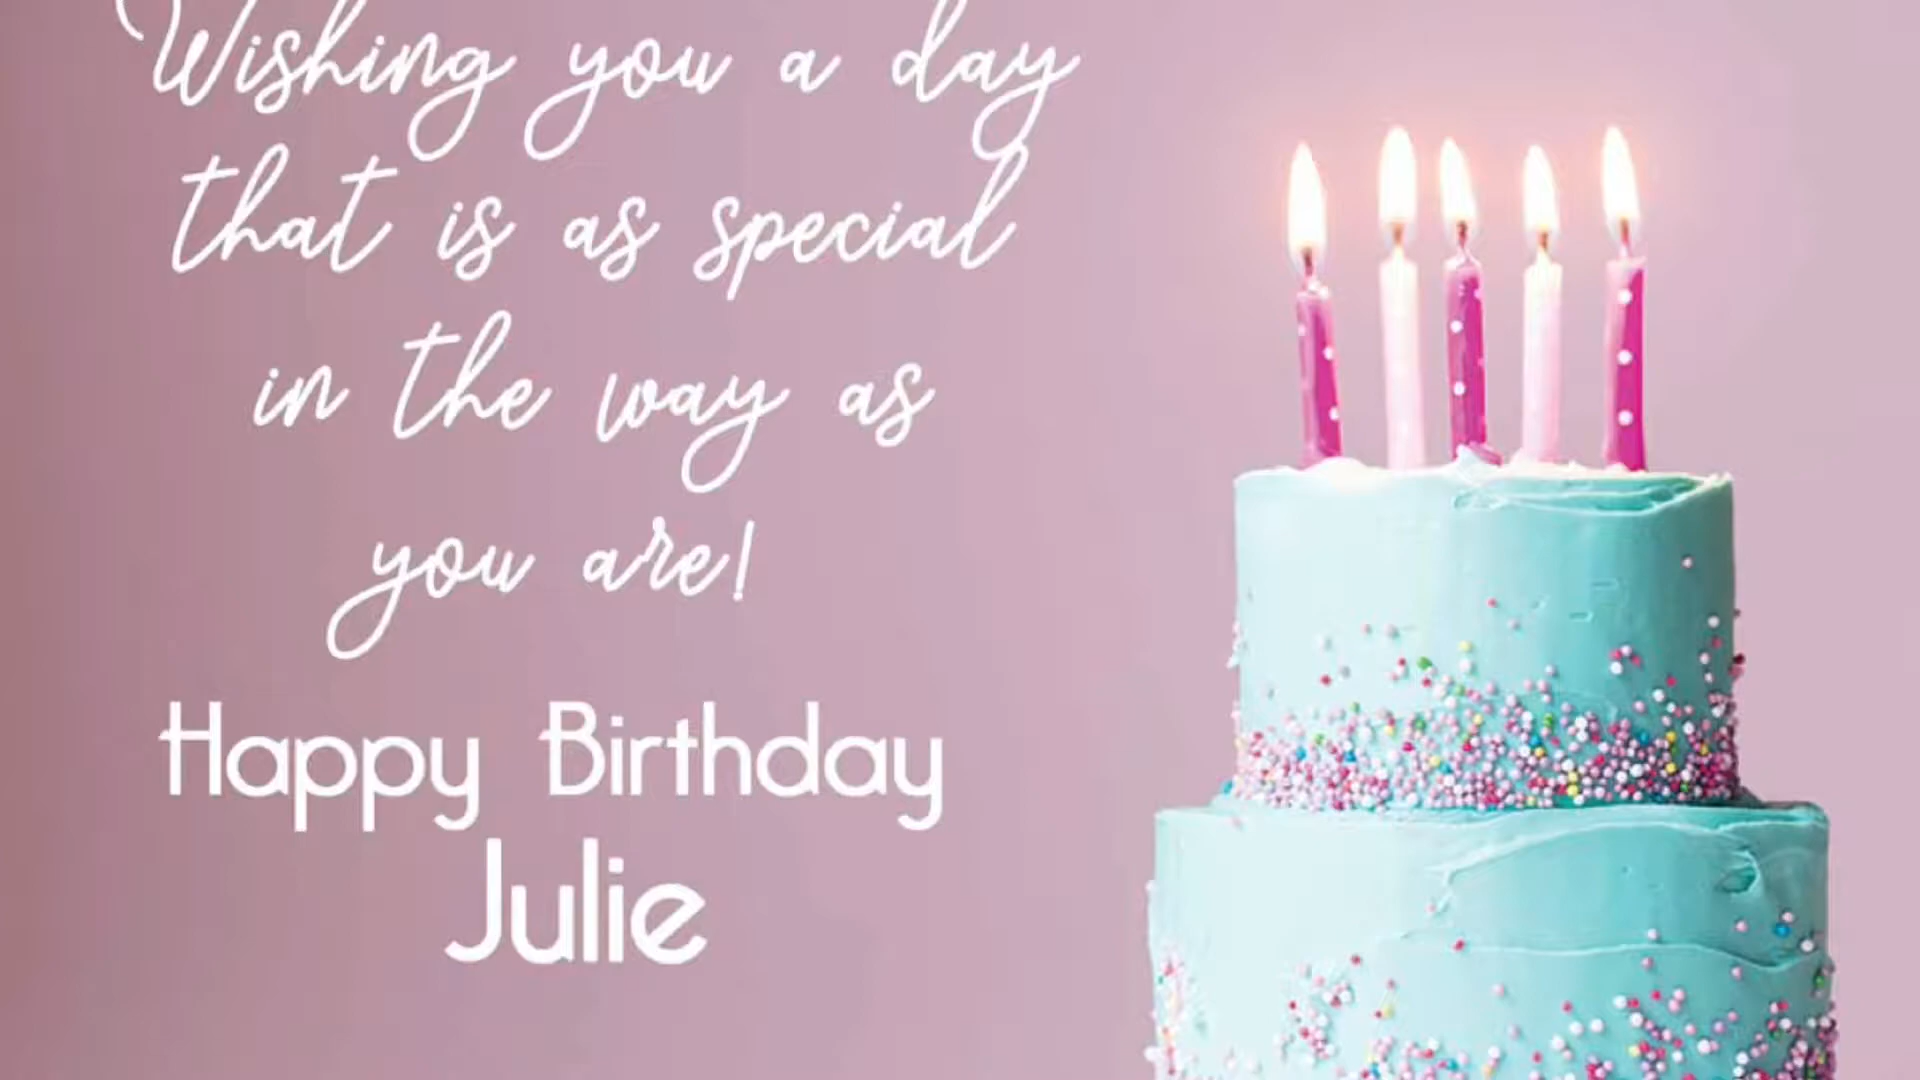 Wishing you a day
that is as special
in the way as
you are!
Happy Birthday
Julie